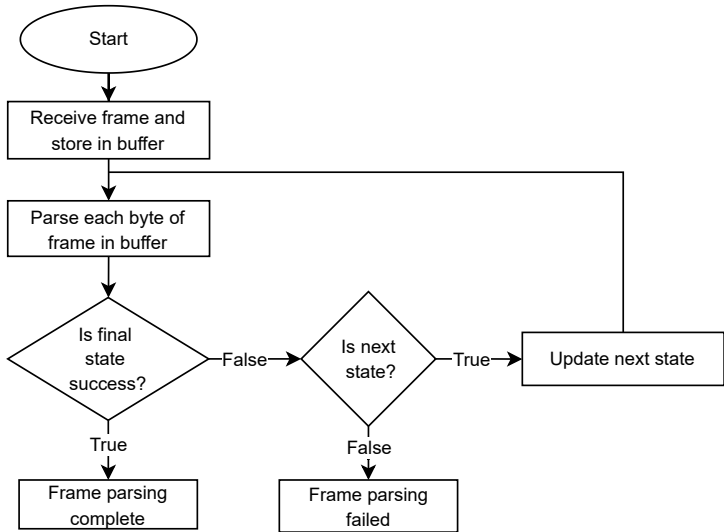 Start
Receive frame and
store in buffer
Parse each byte of
frame in buffer
Is final
state
success?
False
Is next
state?
True
Update next state
True
False
Frame parsing
complete
Frame parsing
failed